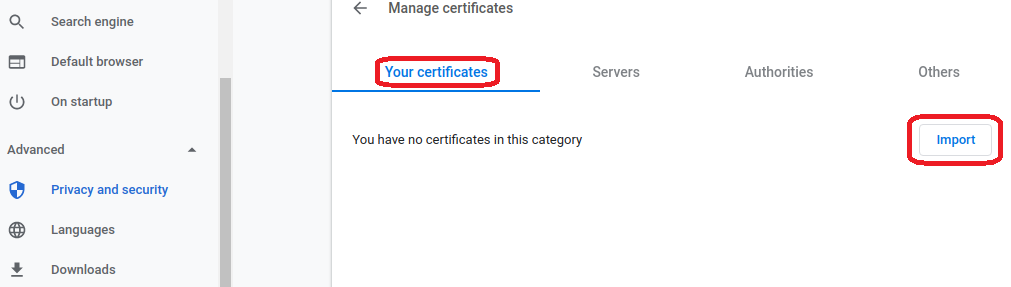 Search engine
Default browser
On startup
Advanced
Privacy and security
Languages
Downloads
Manage certificates
Your certificates Servers Authorities Others
You have no certificates in this category Import